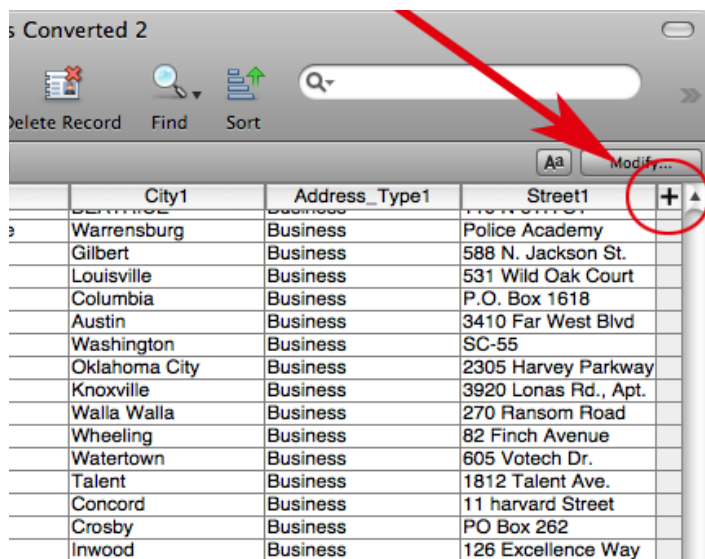 s Converted 2
Delete Record Find Sort
Aa Modify...
City1 Address_Type1 Street1 +
BEATRICE Business
e Warrensburg Business Police Academy
Gilbert Business 588 N. Jackson St.
Louisville Business 531 Wild Oak Court
Columbia Business P.O. Box 1618
Austin Business 3410 Far West Blvd
Washington Business SC-55
Oklahoma City Business 2305 Harvey Parkway
Knoxville Business 3920 Lonas Rd., Apt.
Walla Walla Business 270 Ransom Road
Wheeling Business 82 Finch Avenue
Watertown Business 605 Votech Dr.
Talent Business 1812 Talent Ave.
Concord Business 11 harvard Street
Crosby Business PO Box 262
Inwood Business 126 Excellence Way